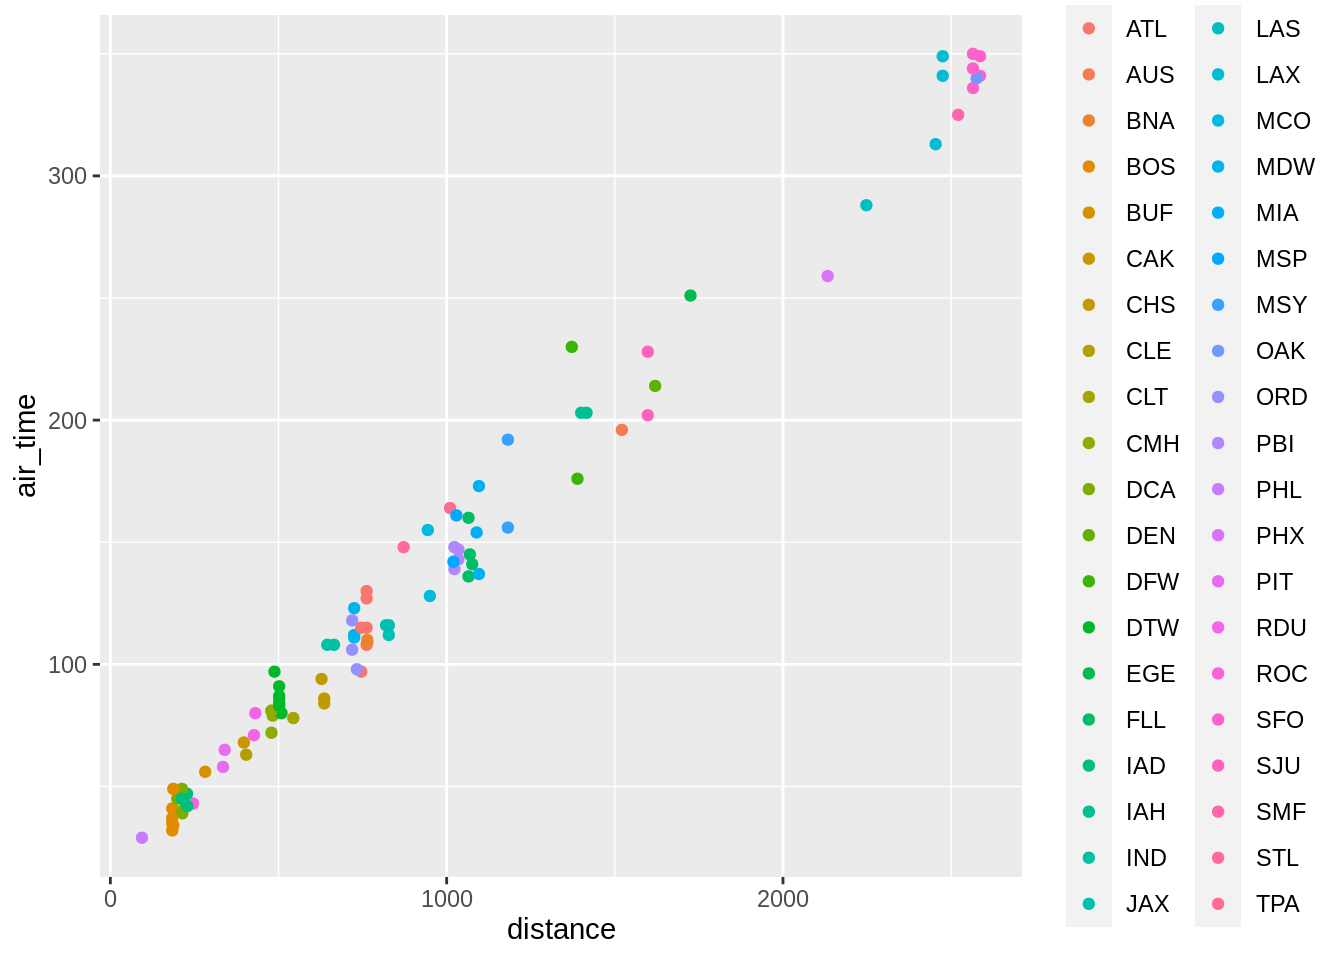 air_time
300
200
100
0
1000
2000
distance
ATL
AUS
BNA
BOS
BUF
CAK
CHS
CLE
CLT
CMH
DCA
DEN
DFW
DTW
EGE
FLL
IAD
IAH
IND
JAX
LAS
LAX
MCO
MDW
MIA
MSP
MSY
OAK
ORD
PBI
PHL
PHX
PIT
RDU
ROC
SFO
SJU
SMF
STL
TPA